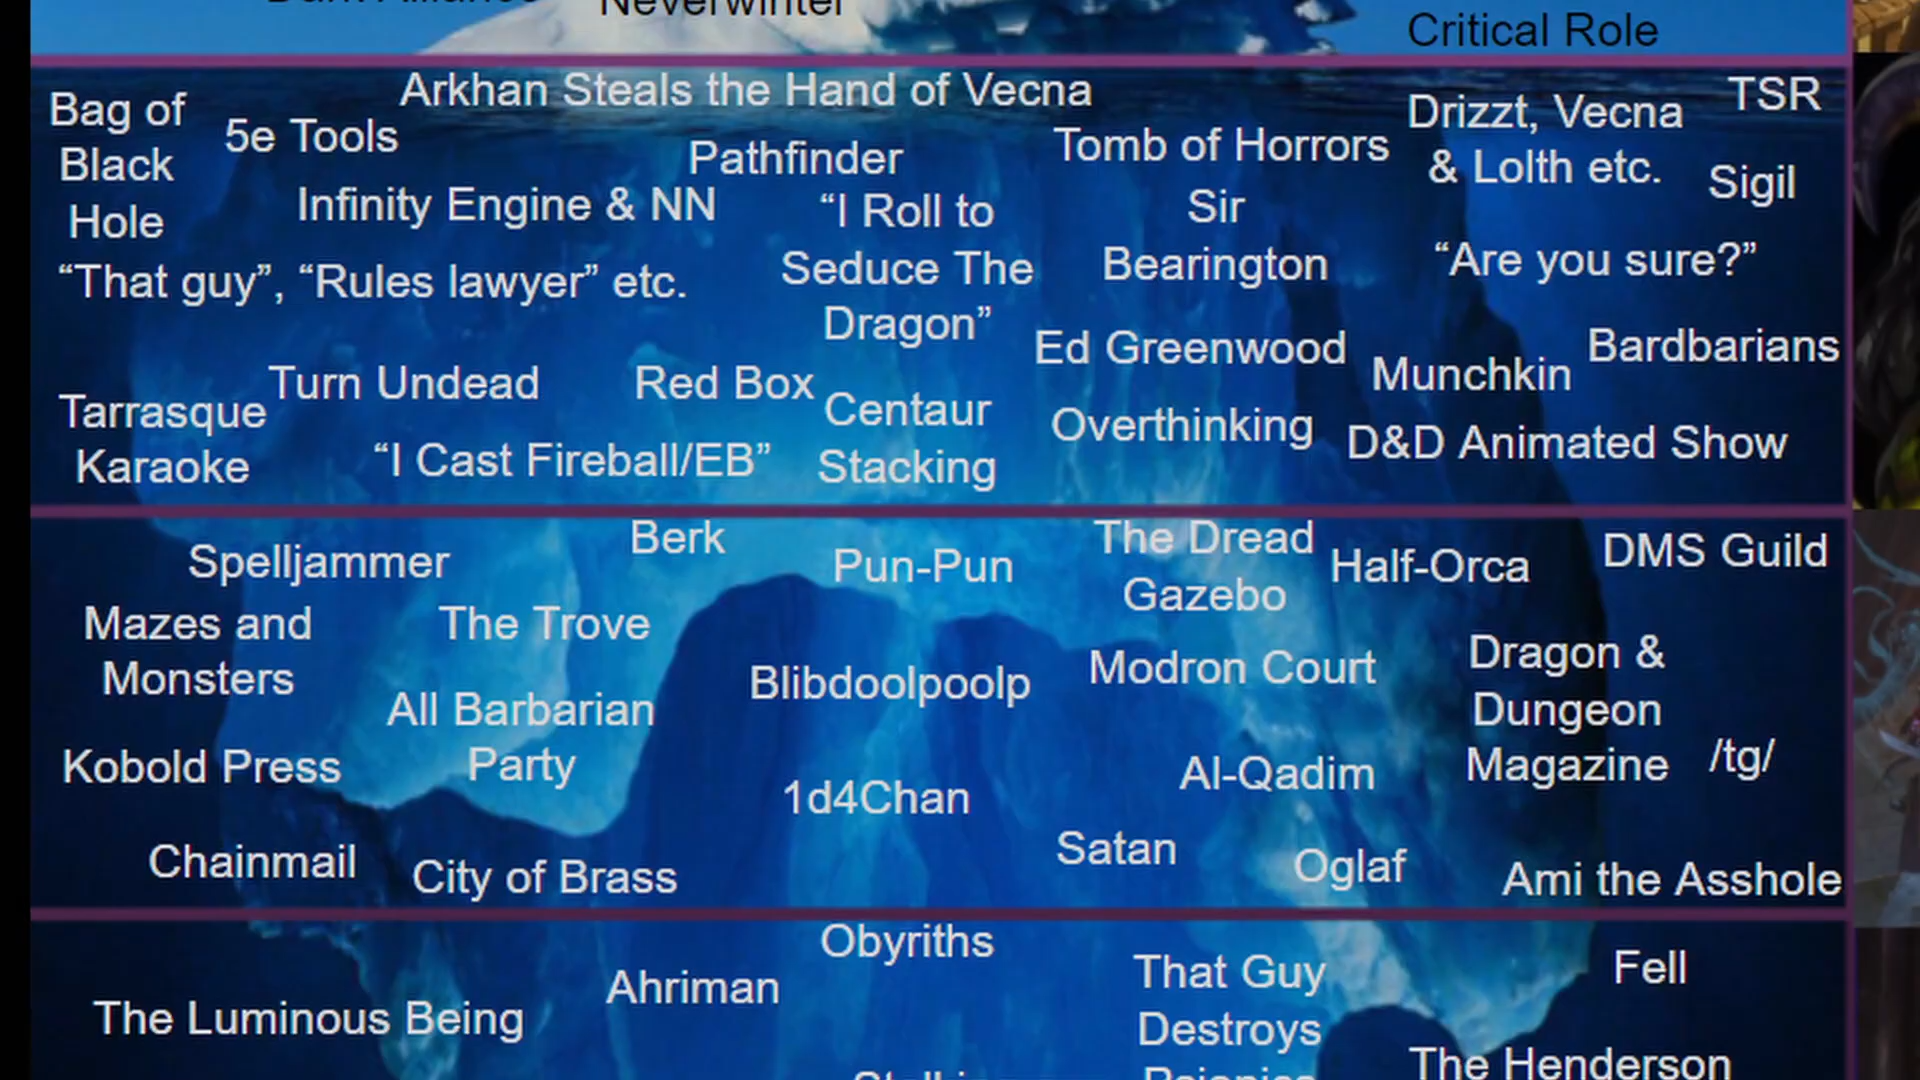 Neverwinter
Critical Role
Arkhan Steals the Hand of Vecna
TSR
Bag of
Black
Hole
5e Tools
Pathfinder
Tomb of Horrors
Drizzt, Vecna
& Lolth etc.
Sigil
Infinity Engine & NN
“I Roll to
Seduce The
Dragon”
Sir
Bearington
“Are you sure?”
“That guy”, “Rules lawyer” etc.
Ed Greenwood
Munchkin
Bardbarians
Tarrasque
Karaoke
Turn Undead
Red Box
Centaur
Stacking
Overthinking
D&D Animated Show
“I Cast Fireball/EB”
Spelljammer
Berk
Pun-Pun
The Dread
Gazebo
Half-Orca
DMS Guild
Mazes and
Monsters
The Trove
Blibdoolpoolp
Modron Court
Dragon &
Dungeon
Magazine
/tg/
All Barbarian
Party
Kobold Press
1d4Chan
Al-Qadim
Chainmail
City of Brass
Satan
Oglaf
Ami the Asshole
Obyriths
Ahriman
That Guy
Destroys
Fell
The Luminous Being
The Henderson